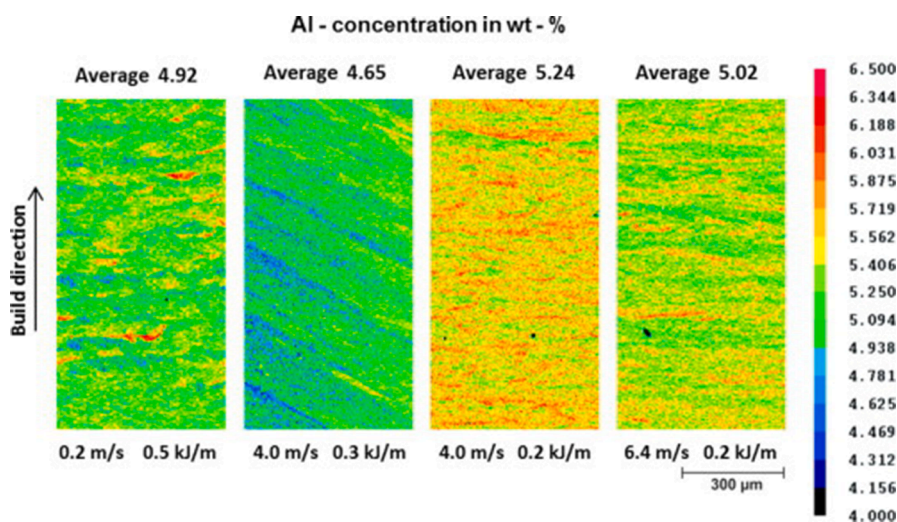 Al - concentration in wt - %
Average 4.92
Average 4.65
Average 5.24
Average 5.02
Build direction
0.2 m/s 0.5 kJ/m
4.0 m/s 0.3 kJ/m
4.0 m/s 0.2 kJ/m
6.4 m/s 0.2 kJ/m
300 µm
6.500
6.344
6.188
6.031
5.875
5.719
5.562
5.406
5.250
5.094
4.938
4.781
4.625
4.469
4.312
4.156
4.000